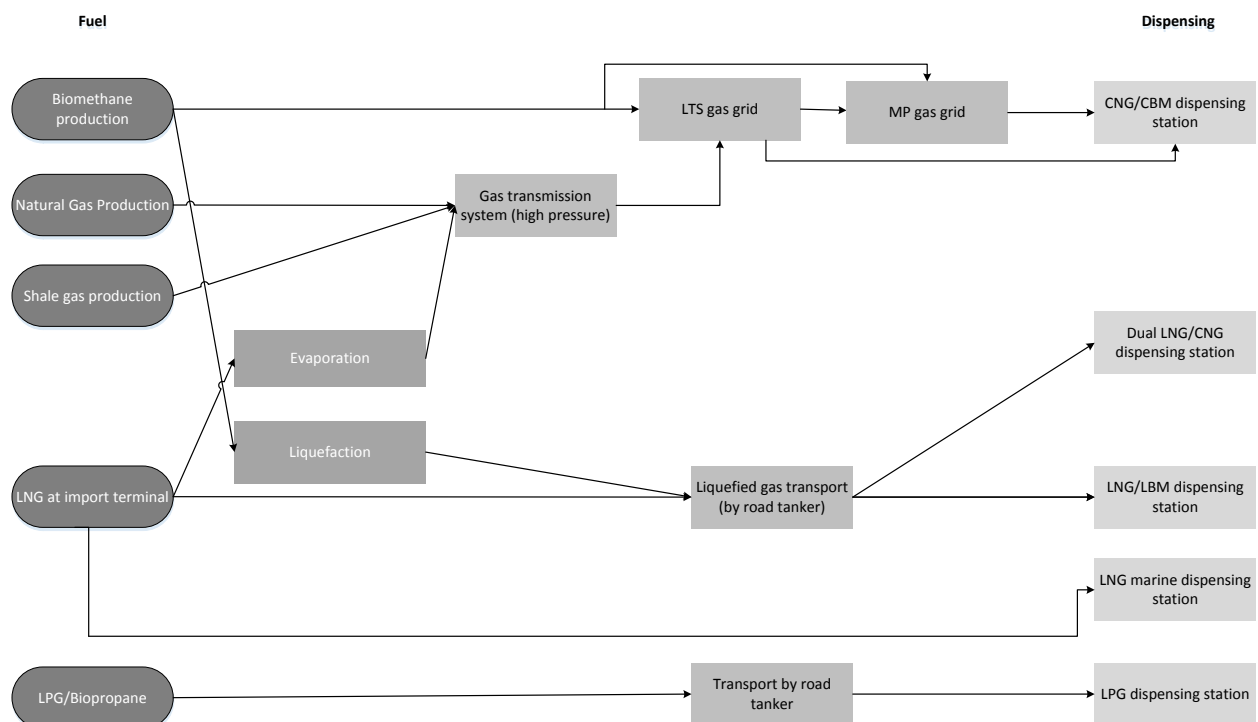 Fuel
Dispensing
Biomethane
production
LTS gas grid
MP gas grid
CNG/CBM dispensing
station
Natural Gas Production
Gas transmission
system (high pressure)
Shale gas production
Evaporation
Dual LNG/CNG
dispensing station
Liquefaction
LNG at import terminal
Liquefied gas transport
(by road tanker)
LNG/LBM dispensing
station
LNG marine dispensing
station
LPG/Biopropane
Transport by road
tanker
LPG dispensing station